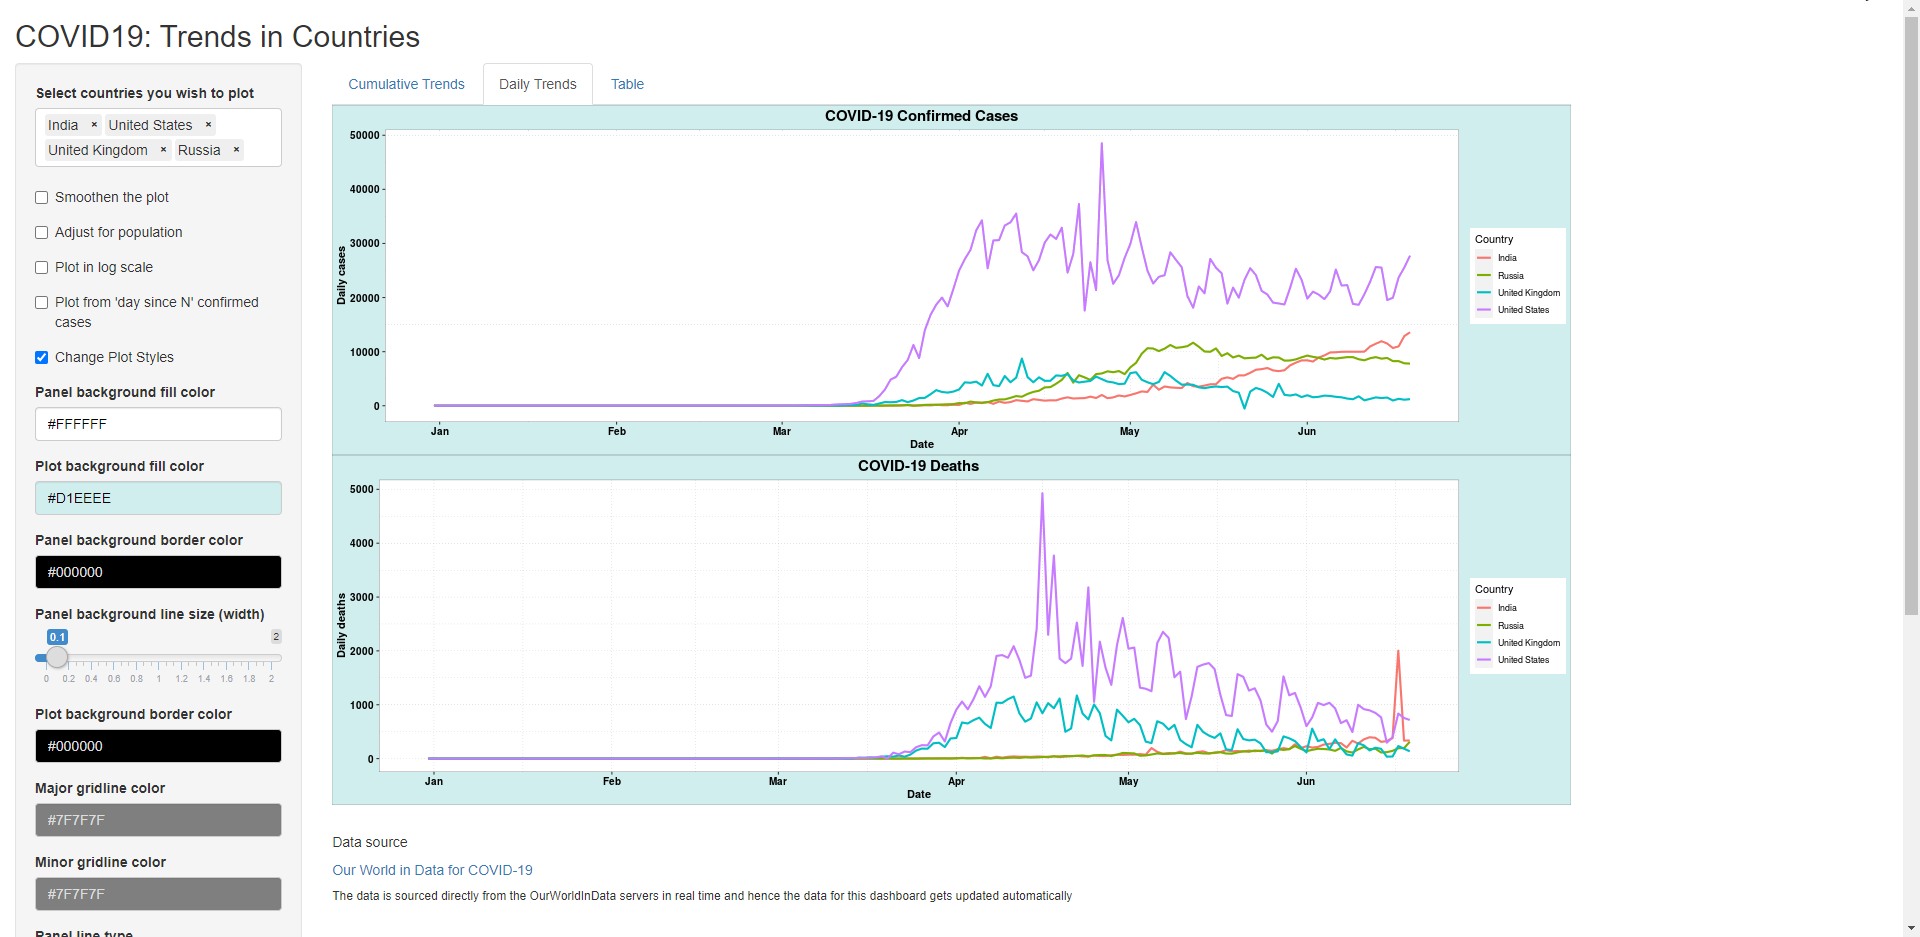 COVID19: Trends in Countries
Select countries you wish to plot
India × United States ×
United Kingdom × Russia ×
Smoothen the plot
Adjust for population
Plot in log scale
Plot from 'day since N' confirmed
cases
Change Plot Styles
Panel background fill color
#FFFFFF
Plot background fill color
#D1EEEE
Panel background border color
#000000
Panel background line size (width)
0.1 2
0 0.2 0.4 0.6 0.8 1 1.2 1.4 1.6 1.8 2
Plot background border color
#000000
Major gridline color
#7F7F7F
Minor gridline color
#7F7F7F
Panel line type
Cumulative Trends Daily Trends Table
COVID-19 Confirmed Cases
Daily cases
50000
40000
30000
20000
10000
0
Jan Feb Mar Apr May Jun
Date
Country
India
Russia
United Kingdom
United States
COVID-19 Deaths
Daily deaths
5000
4000
3000
2000
1000
0
Jan Feb Mar Apr May Jun
Date
Country
India
Russia
United Kingdom
United States
Data source
Our World in Data for COVID-19
The data is sourced directly from the OurWorldInData servers in real time and hence the data for this dashboard gets updated automatically